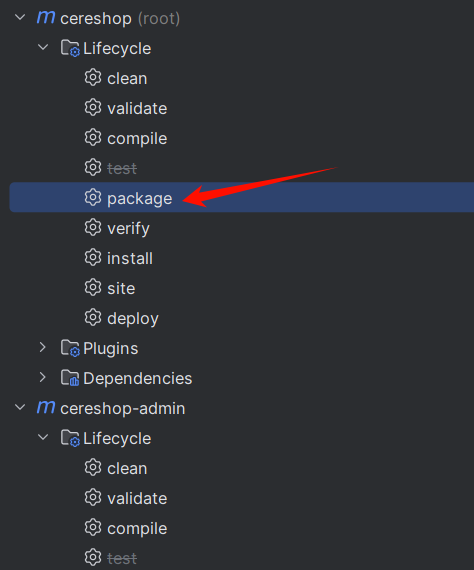 m cereshop (root)
Lifecycle
clean
validate
compile
test
package
verify
install
site
deploy
Plugins
Dependencies
m cereshop-admin
Lifecycle
clean
validate
compile
test